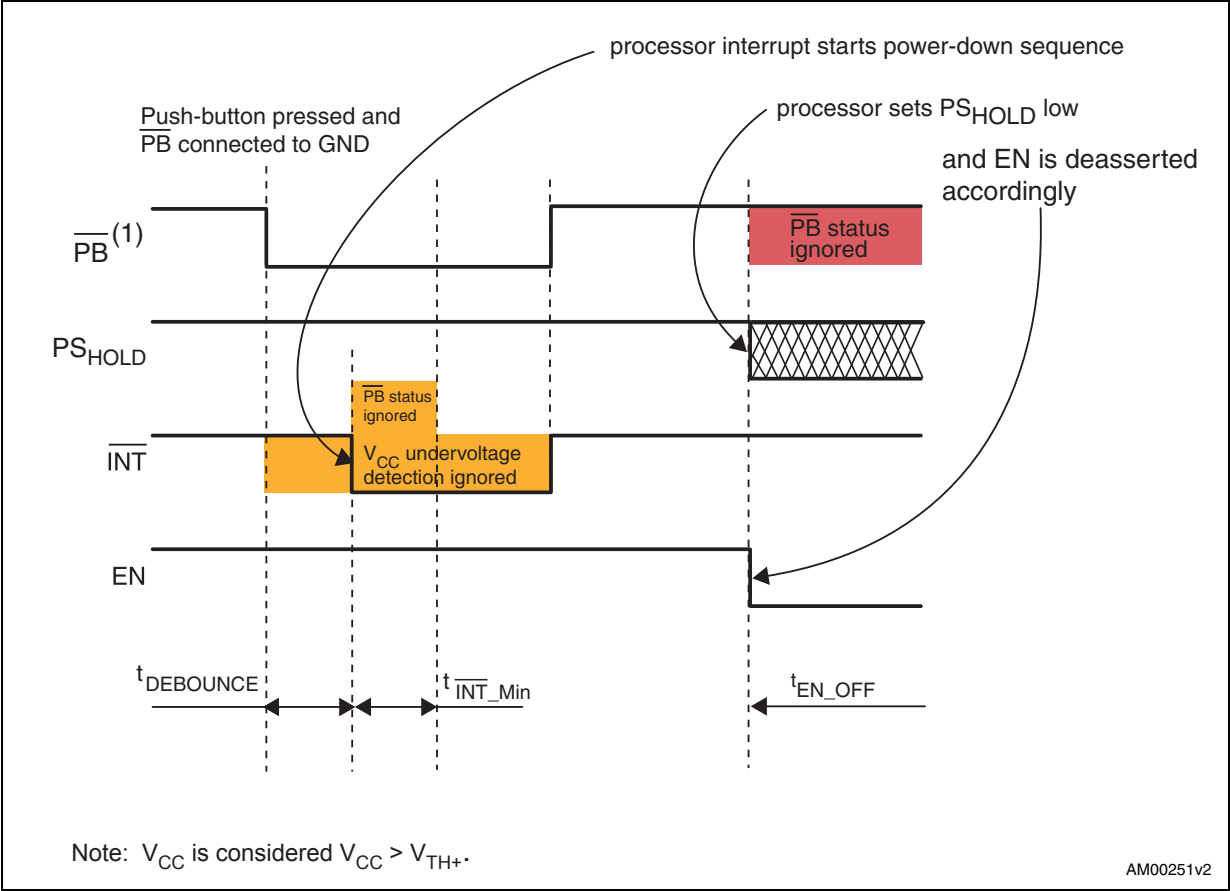 processor interrupt starts power-down sequence
Push-button pressed and
PB connected to GND
processor sets PSHOLD low
and EN is deasserted
accordingly
PB(1)
PB status
ignored
PSHOLD
PB status
ignored
INT
VCC undervoltage
detection ignored
EN
tDEBOUNCE
tINT_Min
tEN_OFF
Note: VCC is considered VCC > VTH+.
AM00251v2